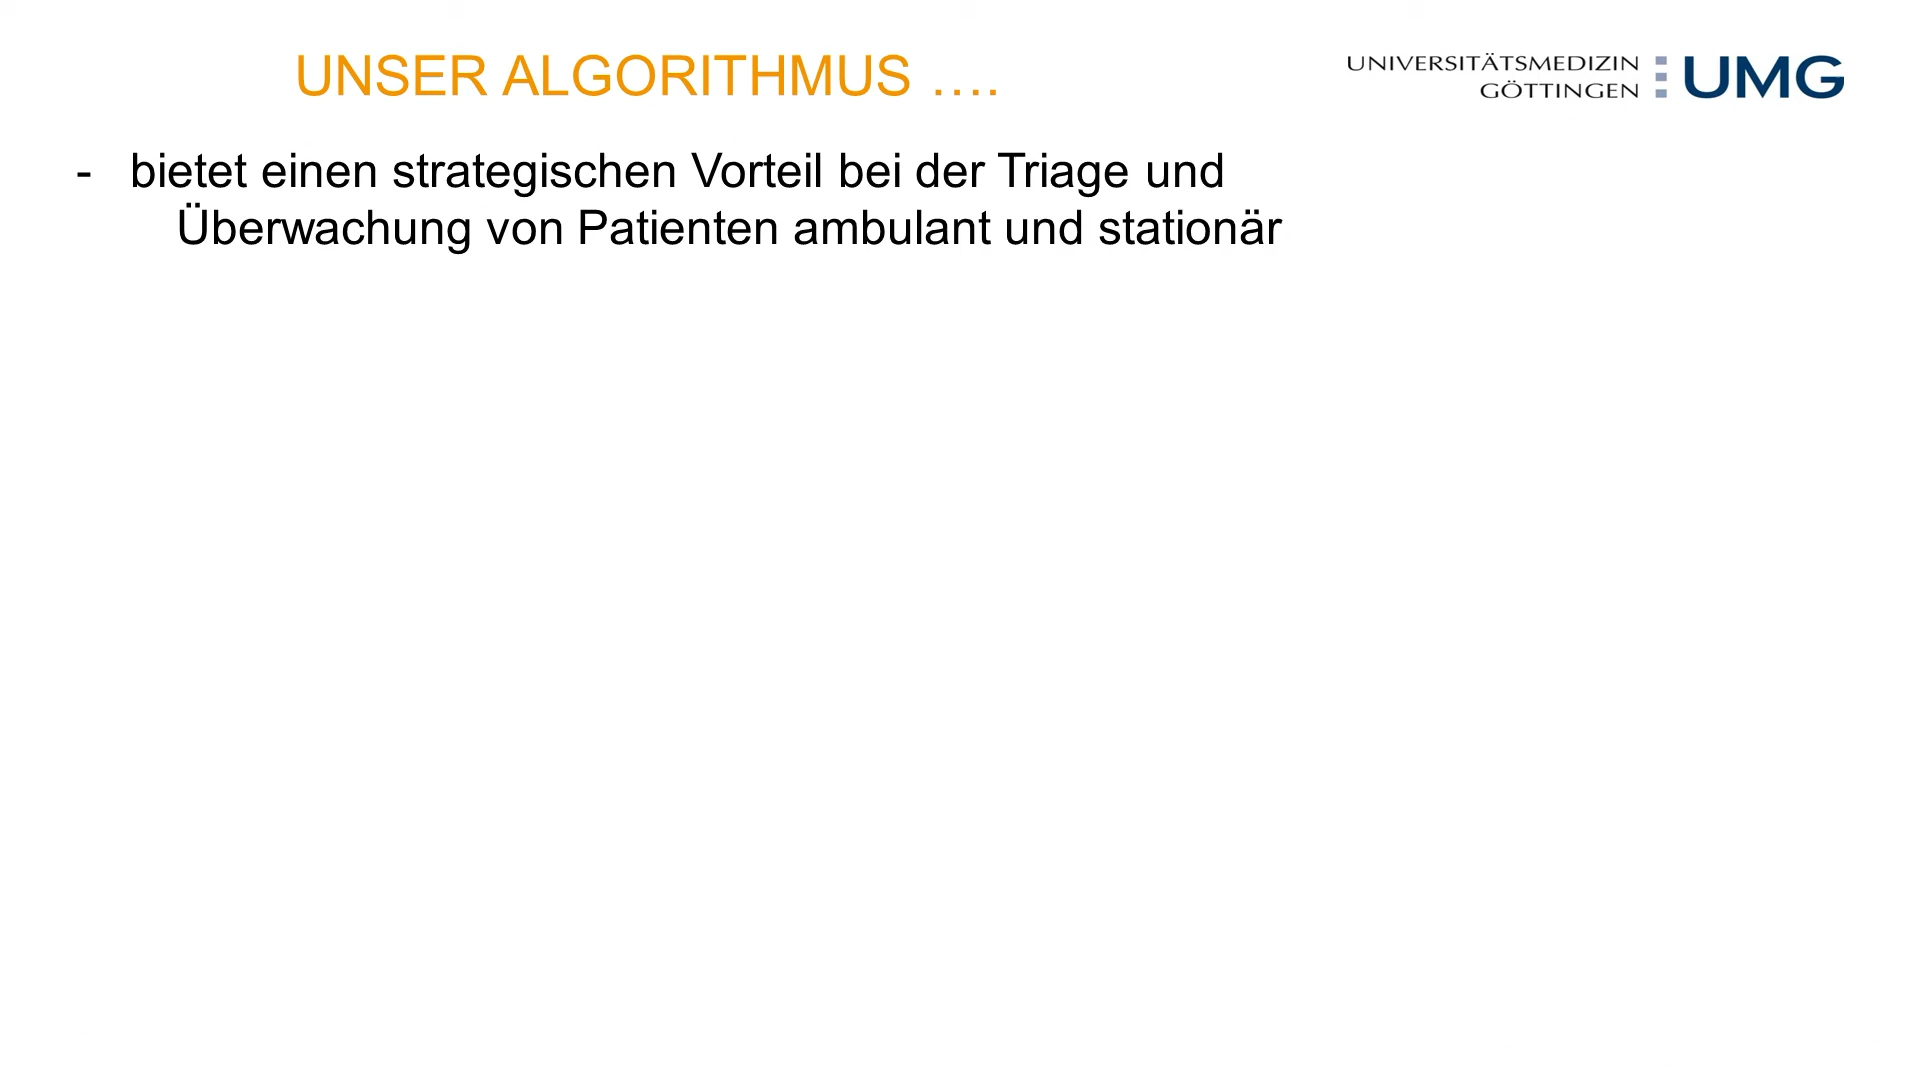 UNSER ALGORITHMUS ....
UNIVERSITÄTSMEDIZIN
GÖTTINGEN
UMG
- bietet einen strategischen Vorteil bei der Triage und
Überwachung von Patienten ambulant und stationär